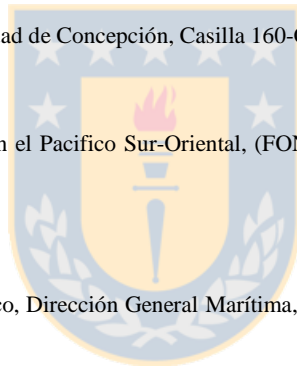 ad de Concepción, Casilla 160-
n el Pacifico Sur-Oriental, (FON
co, Dirección General Marítima,